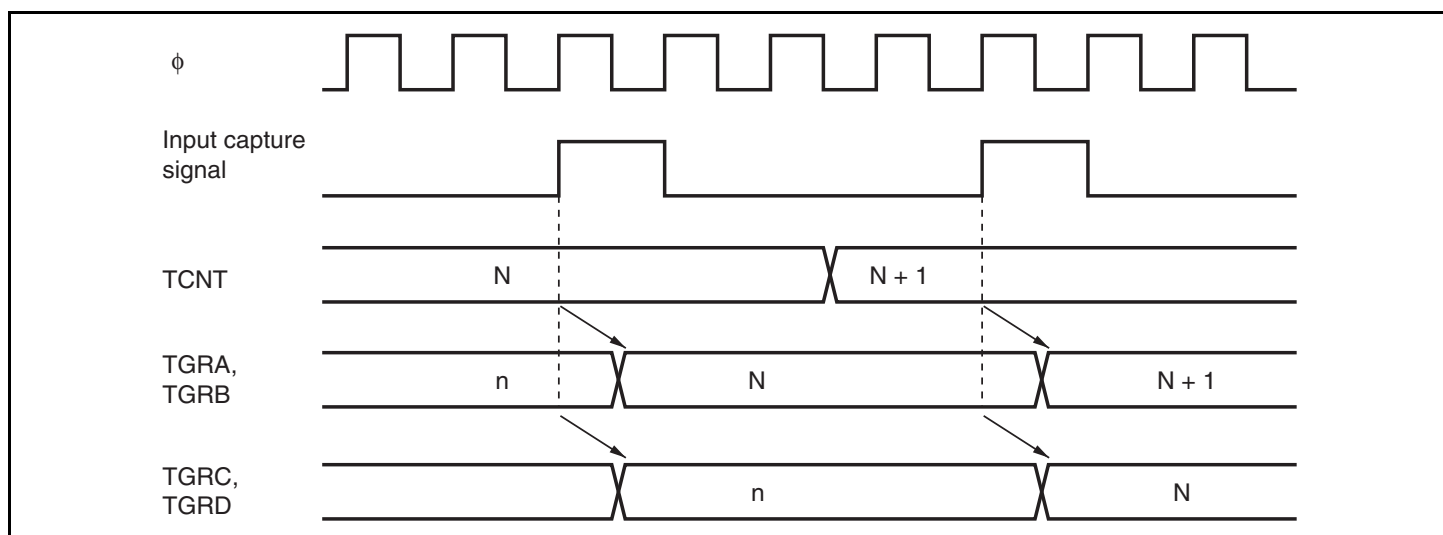 ϕ
Input capture
signal
TCNT
N
N + 1
TGRA,
TGRB
n
N
N + 1
TGRC,
TGRD
n
N